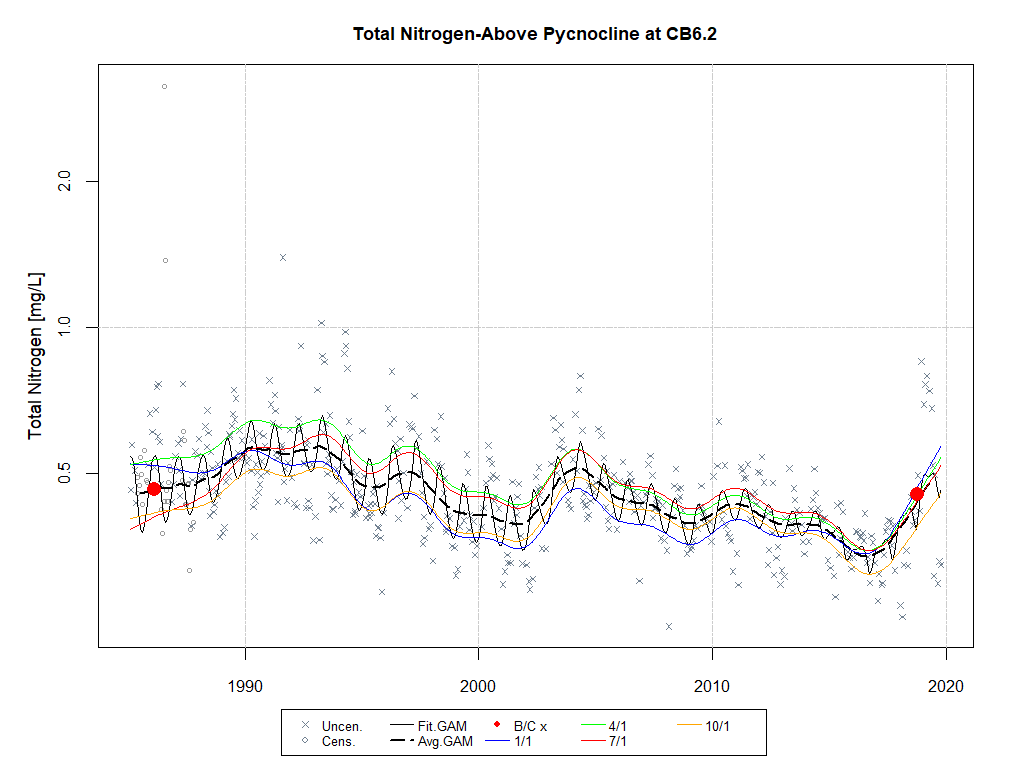 Total Nitrogen-Above Pycnocline at CB6.2
Total Nitrogen [mg/L]
2.0
1.0
0.5
1990 2000 2010 2020
Uncen. Fit.GAM B/C x 4/1 10/1
Cens. Avg.GAM 1/1 7/1